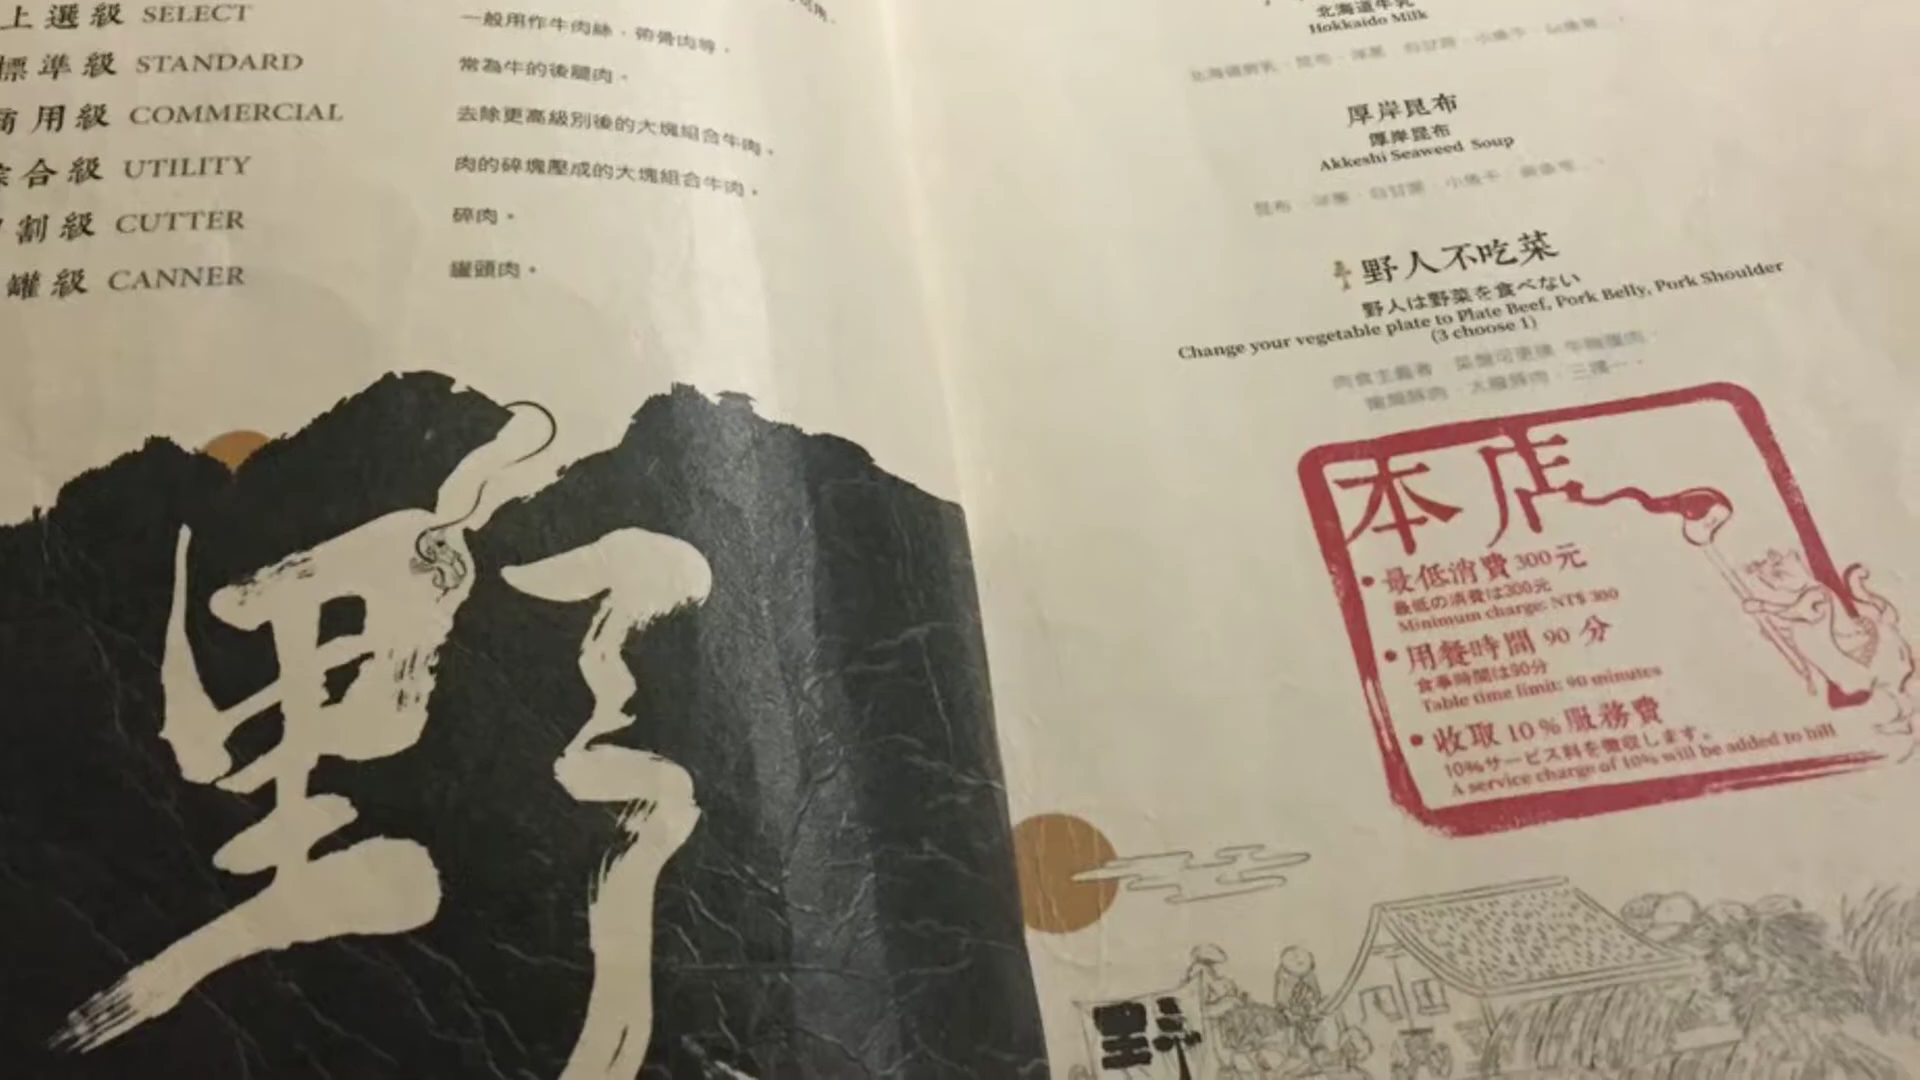 上選級 SELECT
一般用作牛肉絲,帶骨肉等。
標準級 STANDARD
常為牛的後腿肉。
商用級 COMMERCIAL
去除更高級別後的大塊組合牛肉。
綜合級 UTILITY
肉的碎塊壓成的大塊組合牛肉。
割級 CUTTER
碎肉。
罐級 CANNER
罐頭肉。
野
北海道牛乳
Hokkaido Milk
厚岸昆布
厚岸昆布
Akkeshi Seaweed Soup
野人不吃菜
野人は野菜を食べない
Change your vegetable plate to Plate Beef, Pork Belly, Pork Shoulder
(3 choose 1)
本店
• 最低消費 300元
最低の消費は300元
Minimum charge: NT$ 300
• 用餐時間 90 分
食事時間は90分
Table time limit: 90 minutes
• 收取 10% 服務費
10%サービス料を徴収します。
A service charge of 10% will be added to bill
野